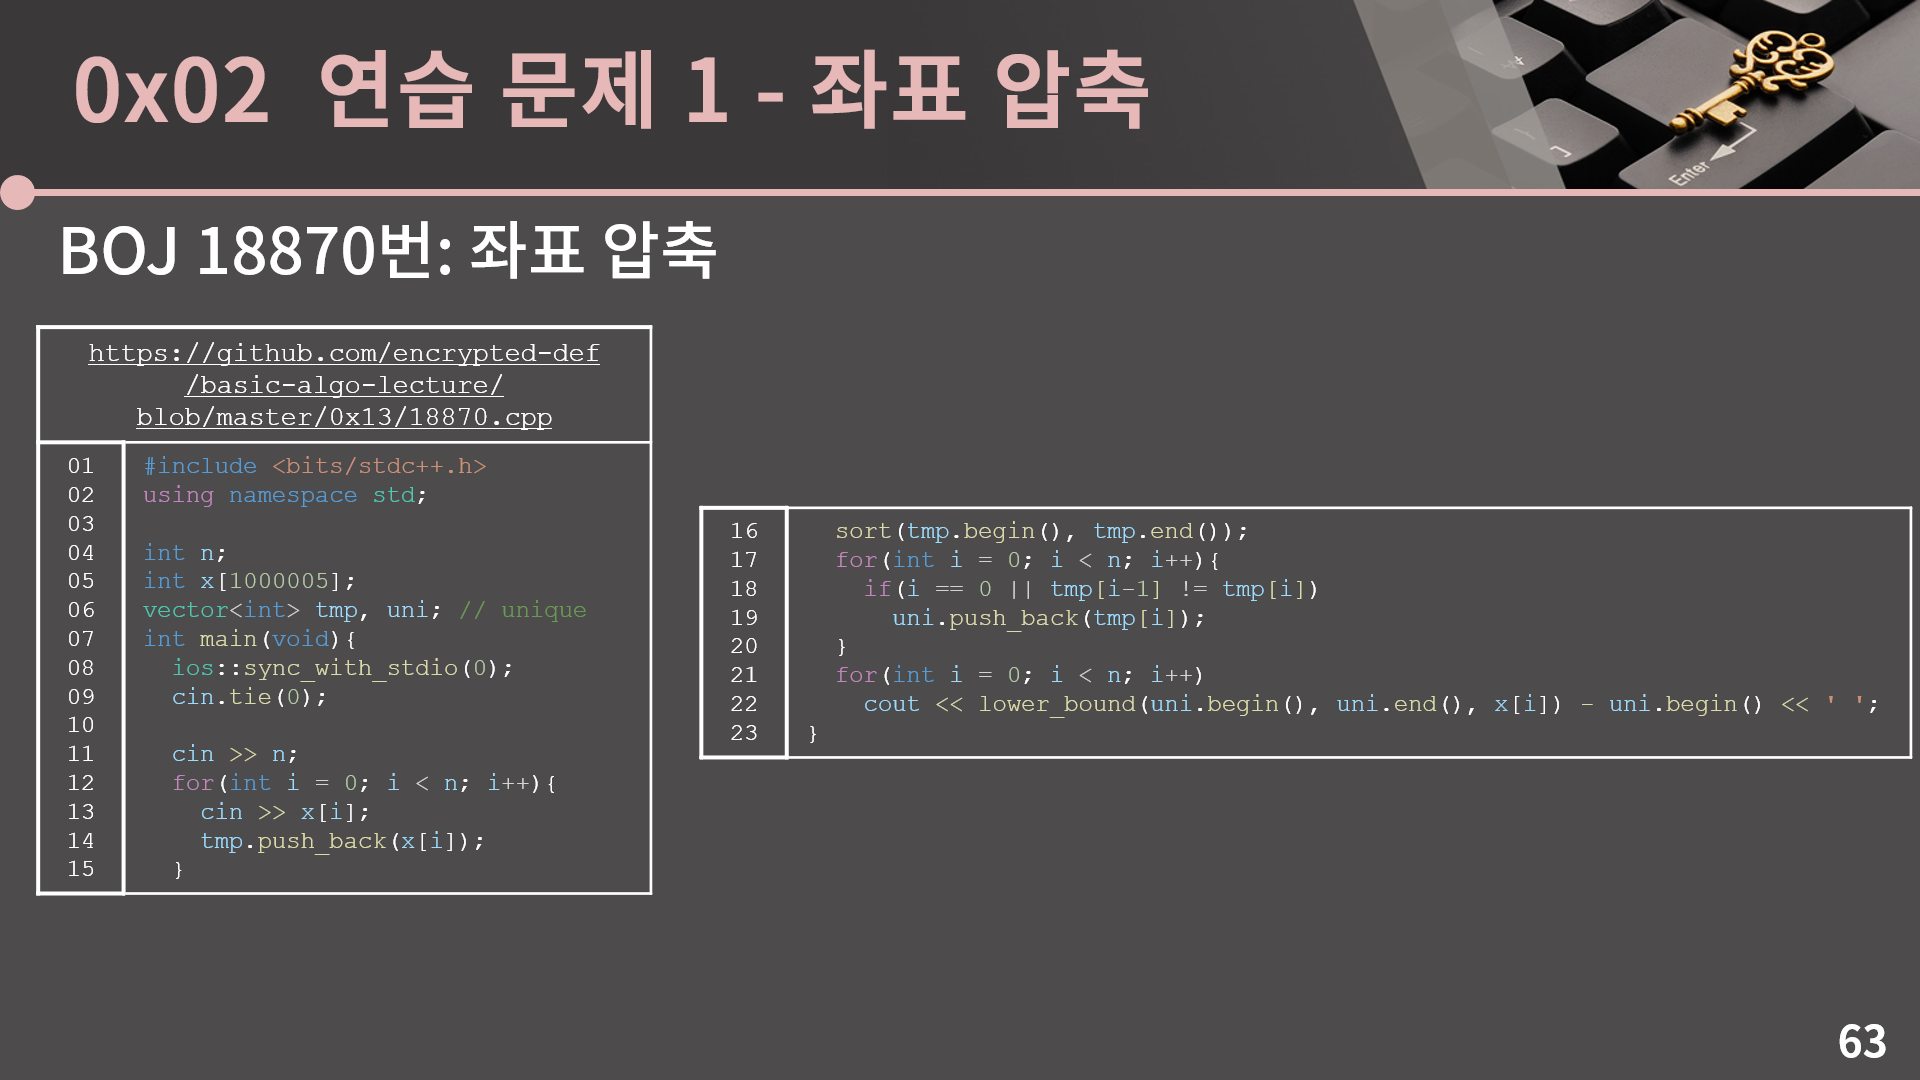 0x02 연습 문제 1 - 좌표 압축
Enter
BOJ 18870번: 좌표 압축
https://github.com/encrypted-def
/basic-algo-lecture/
blob/master/0x13/18870.cpp
01 #include <bits/stdc++.h>
02 using namespace std;
03
04 int n;
05 int x[1000005];
06 vector<int> tmp, uni; // unique
07 int main(void){
08   ios::sync_with_stdio(0);
09   cin.tie(0);
10
11   cin >> n;
12   for(int i = 0; i < n; i++){
13     cin >> x[i];
14     tmp.push_back(x[i]);
15   }
16   sort(tmp.begin(), tmp.end());
17   for(int i = 0; i < n; i++){
18     if(i == 0 || tmp[i-1] != tmp[i])
19       uni.push_back(tmp[i]);
20   }
21   for(int i = 0; i < n; i++)
22     cout << lower_bound(uni.begin(), uni.end(), x[i]) - uni.begin() << ' ';
23 }
63